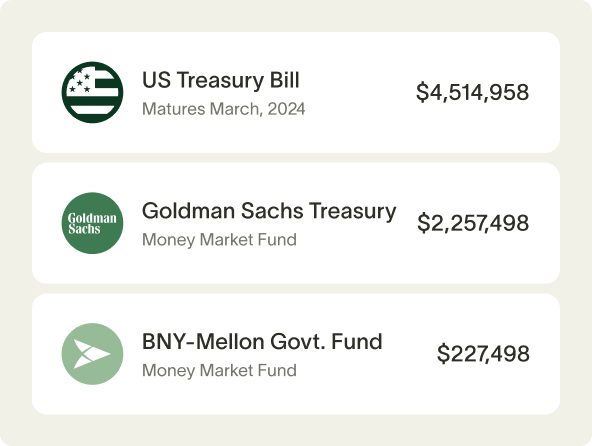 US Treasury Bill
Matures March, 2024
$4,514,958
Goldman
Sachs
Goldman Sachs Treasury
Money Market Fund
$2,257,498
BNY-Mellon Govt. Fund
Money Market Fund
$227,498